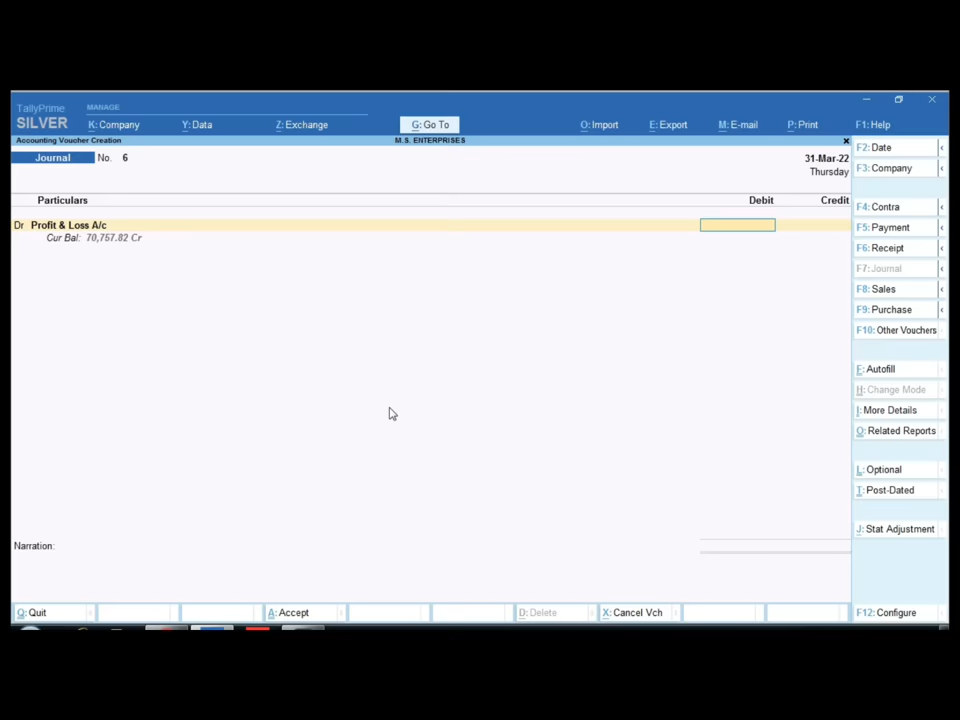 TallyPrime MANAGE
SILVER K: Company Y: Data Z: Exchange G: Go To O: Import E: Export M: E-mail P: Print F1: Help
Accounting Voucher Creation M.S. ENTERPRISES
Journal No. 6 31-Mar-22
Thursday
Particulars Debit Credit
Dr Profit & Loss A/c
Cur Bal: 70,757.82 Cr
Narration:
Q: Quit A: Accept D: Delete X: Cancel Vch
F2: Date
F3: Company
F4: Contra
F5: Payment
F6: Receipt
F7: Journal
F8: Sales
F9: Purchase
F10: Other Vouchers
E: Autofill
H: Change Mode
I: More Details
O: Related Reports
L: Optional
T: Post-Dated
J: Stat Adjustment
F12: Configure